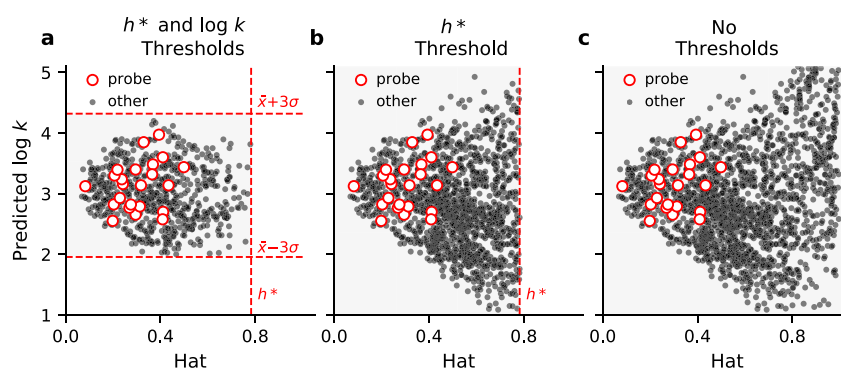 a
h* and log k
Thresholds
probe
other
x̄+3σ
x̄−3σ
h*
Predicted log k
5
4
3
2
1
0.0
0.4
0.8
Hat
b
h*
Threshold
probe
other
h*
0.0
0.4
0.8
Hat
c
No
Thresholds
probe
other
0.0
0.4
0.8
Hat